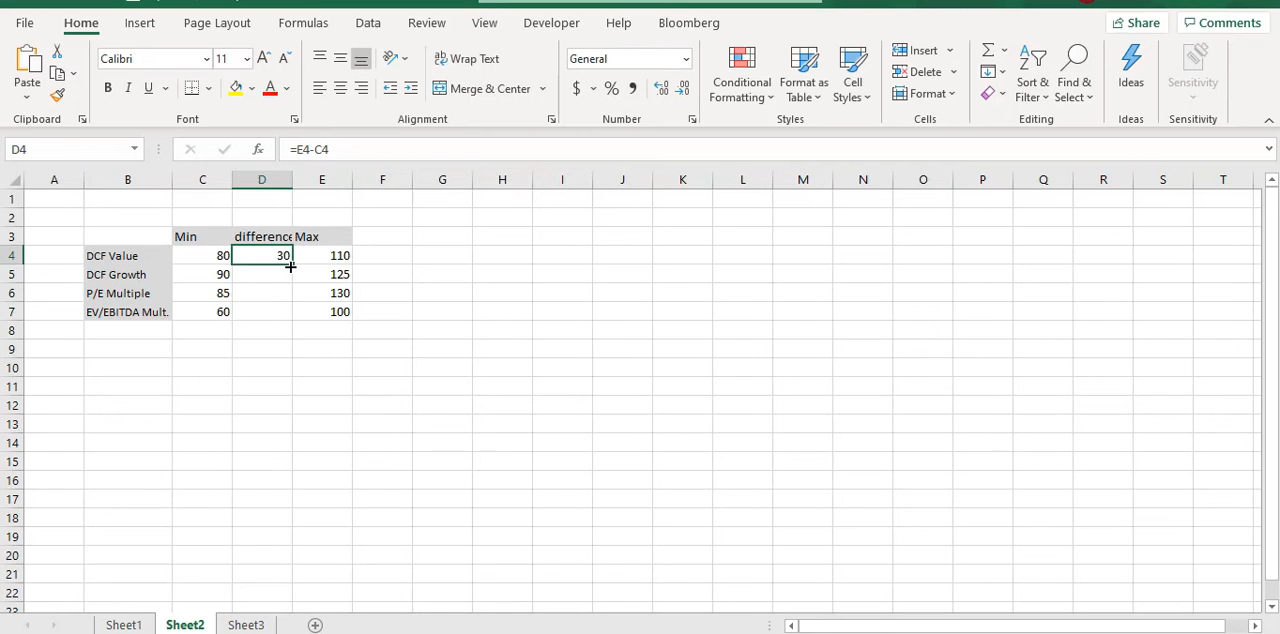 File Home Insert Page Layout Formulas Data Review View Developer Help Bloomberg Share Comments
Paste Calibri 11 A A Wrap Text General Conditional Formatting Format as Table Cell Styles Insert Delete Format Sort & Filter Find & Select Ideas Sensitivity
B I U A Merge & Center $ % ,
Clipboard Font Alignment Number Styles Cells Editing Ideas Sensitivity
D4 fx =E4-C4
A B C D E F G H I J K L M N O P Q R S T
1
2
3 Min difference Max
4 DCF Value 80 30 110
5 DCF Growth 90 125
6 P/E Multiple 85 130
7 EV/EBITDA Mult. 60 100
8
9
10
11
12
13
14
15
16
17
18
19
20
21
22
23
Sheet1 Sheet2 Sheet3